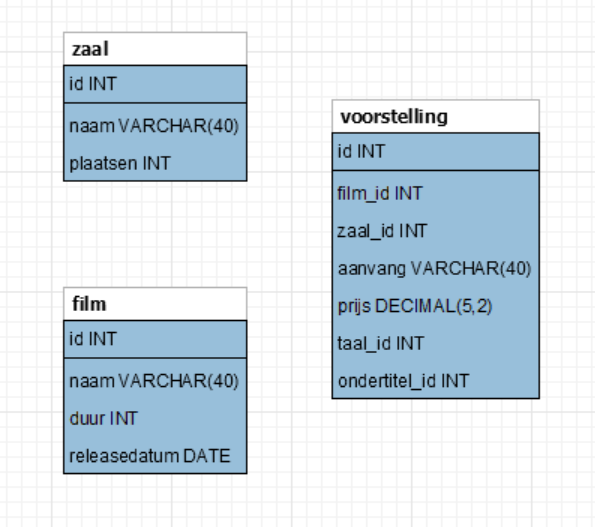 zaal
id INT
naam VARCHAR(40)
plaatsen INT
voorstelling
id INT
film_id INT
zaal_id INT
aanvang VARCHAR(40)
prijs DECIMAL(5,2)
taal_id INT
ondertitel_id INT
film
id INT
naam VARCHAR(40)
duur INT
releasedatum DATE